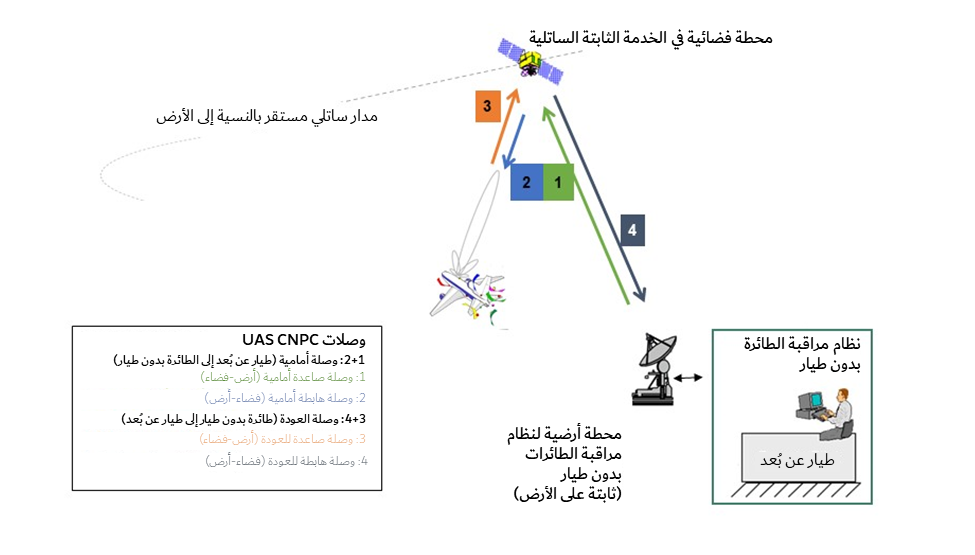 محطة فضائية في الخدمة الثابتة الساتلية
مدار ساتلي مستقر بالنسية إلى الأرض
3
2
1
4
وصلات UAS CNPC
2+1: وصلة أمامية (طيار عن بُعد إلى الطائرة بدون طيار)
1: وصلة صاعدة أمامية (أرض-فضاء)
2: وصلة هابطة أمامية (فضاء-أرض)
4+3: وصلة العودة (طائرة بدون طيار إلى طيار عن بُعد)
3: وصلة صاعدة للعودة (أرض-فضاء)
4: وصلة هابطة للعودة (فضاء-أرض)
نظام مراقبة الطائرة
بدون طيار
طيار عن بُعد
محطة أرضية لنظام
مراقبة الطائرات
بدون طيار
(ثابتة على الأرض)